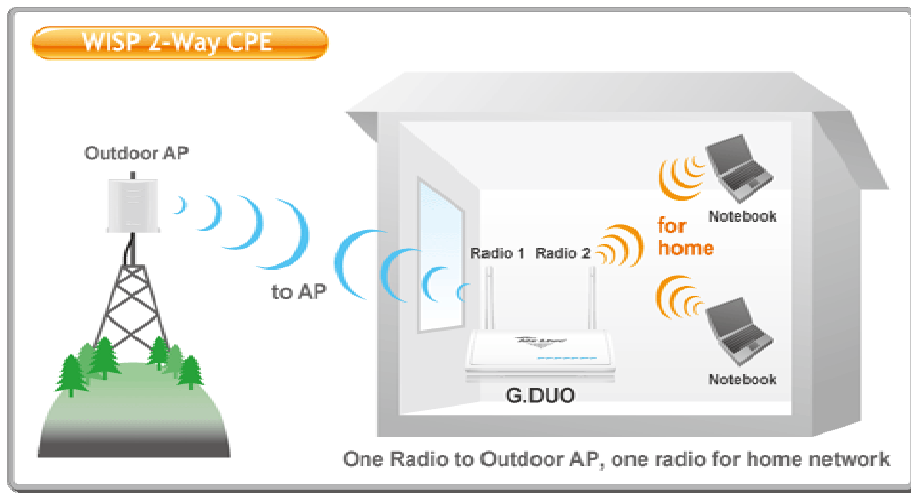 WISP 2-Way CPE
Outdoor AP
to AP
Radio 1 Radio 2
for
home
Notebook
Notebook
G.DUO
One Radio to Outdoor AP, one radio for home network